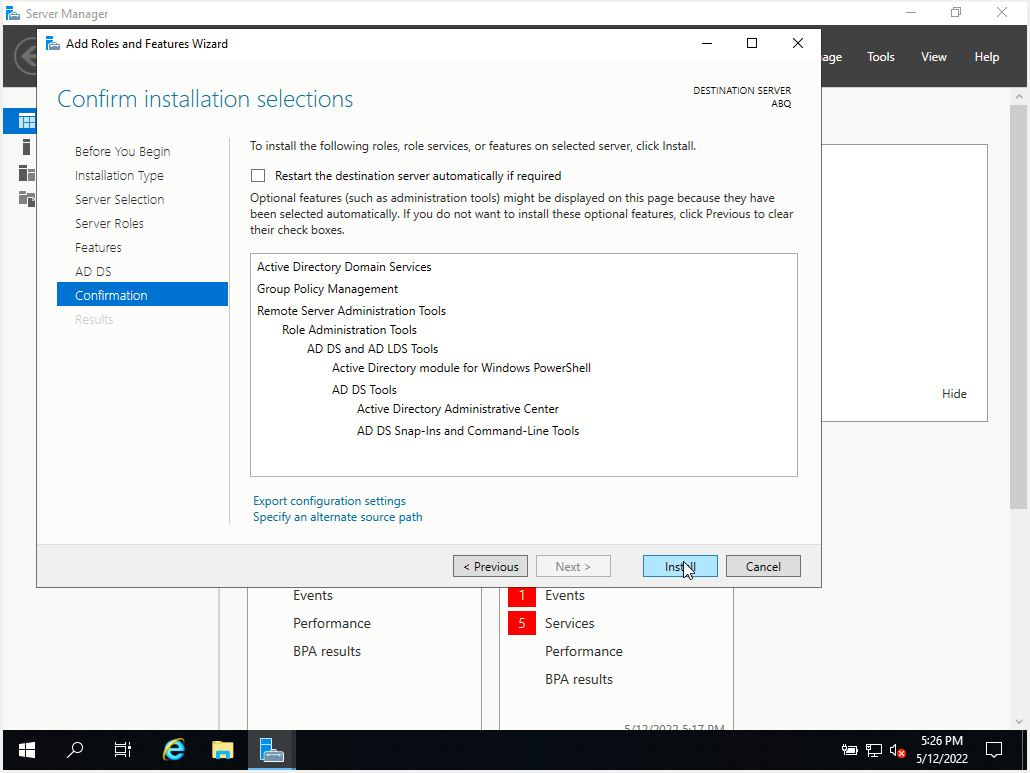 Server Manager
Add Roles and Features Wizard
age Tools View Help
Confirm installation selections
DESTINATION SERVER
ABQ
Before You Begin
Installation Type
Server Selection
Server Roles
Features
AD DS
Confirmation
Results
To install the following roles, role services, or features on selected server, click Install.
Restart the destination server automatically if required
Optional features (such as administration tools) might be displayed on this page because they have
been selected automatically. If you do not want to install these optional features, click Previous to clear
their check boxes.
Active Directory Domain Services
Group Policy Management
Remote Server Administration Tools
Role Administration Tools
AD DS and AD LDS Tools
Active Directory module for Windows PowerShell
AD DS Tools
Active Directory Administrative Center
AD DS Snap-Ins and Command-Line Tools
Export configuration settings
Specify an alternate source path
< Previous
Next >
Install
Cancel
Hide
Events
Performance
BPA results
1 Events
5 Services
Performance
BPA results
5/12/2022 5:17 PM
5:26 PM
5/12/2022